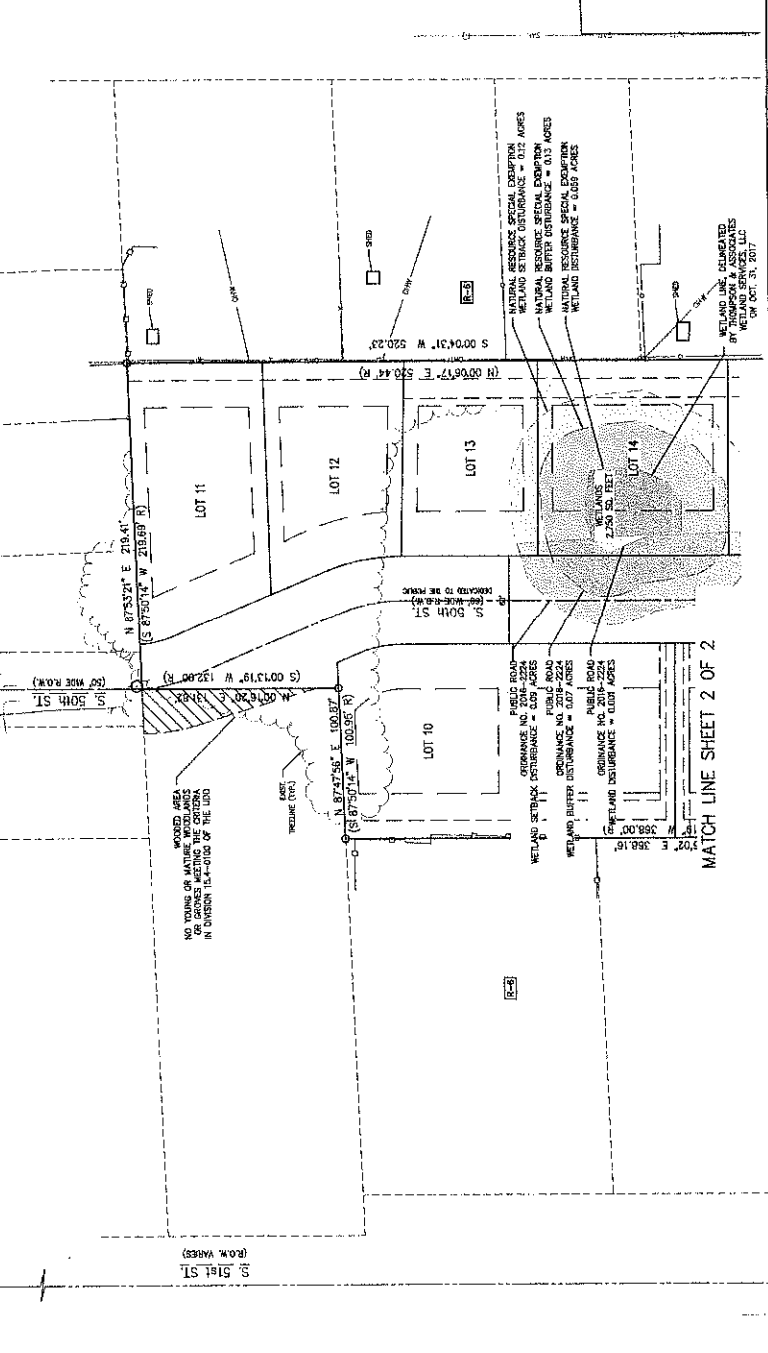 S. 51st ST.
(R.O.W. VARIES)
S. 50th ST.
(50' WIDE R.O.W.)
N 87°53'21" E 219.41'
(S 87°50'14" W 219.69' R)
N 00°16'20" E 131.82'
(S 00°13'19" W 132.00' R)
N 87°47'56" E 100.87'
(S 87°50'14" W 100.95' R)
WOODED AREA
NO YOUNG OR MATURE WOODLANDS
OR GROVES MEETING THE CRITERIA
IN DIVISION 15.4-0100 OF THE UDO
EXIST.
TREELINE (TYP.)
LOT 10
LOT 11
LOT 12
LOT 13
LOT 14
S. 50th ST.
(60' WIDE R.O.W.)
DEDICATED TO THE PUBLIC
S 00°04'31" W 520.23'
(N 00°06'17" E 520.44' R)
SHED
SHED
SHED
OHW
OHW
OHW
R-6
R-6
NATURAL RESOURCE SPECIAL EXEMPTION
WETLAND SETBACK DISTURBANCE = 0.12 ACRES
NATURAL RESOURCE SPECIAL EXEMPTION
WETLAND BUFFER DISTURBANCE = 0.13 ACRES
NATURAL RESOURCE SPECIAL EXEMPTION
WETLAND DISTURBANCE = 0.059 ACRES
WETLAND LINE, DELINEATED
BY THOMPSON & ASSOCIATES
WETLAND SERVICES, LLC
ON OCT. 31, 2017
WETLANDS
2,750 SQ. FEET
PUBLIC ROAD
ORDINANCE NO. 2016-2224
WETLAND SETBACK DISTURBANCE = 0.09 ACRES
PUBLIC ROAD
ORDINANCE NO. 2016-2224
WETLAND BUFFER DISTURBANCE = 0.07 ACRES
PUBLIC ROAD
ORDINANCE NO. 2016-2224
WETLAND DISTURBANCE = 0.001 ACRES
5'02" E 368.16'
W 368.00'
MATCH LINE SHEET 2 OF 2